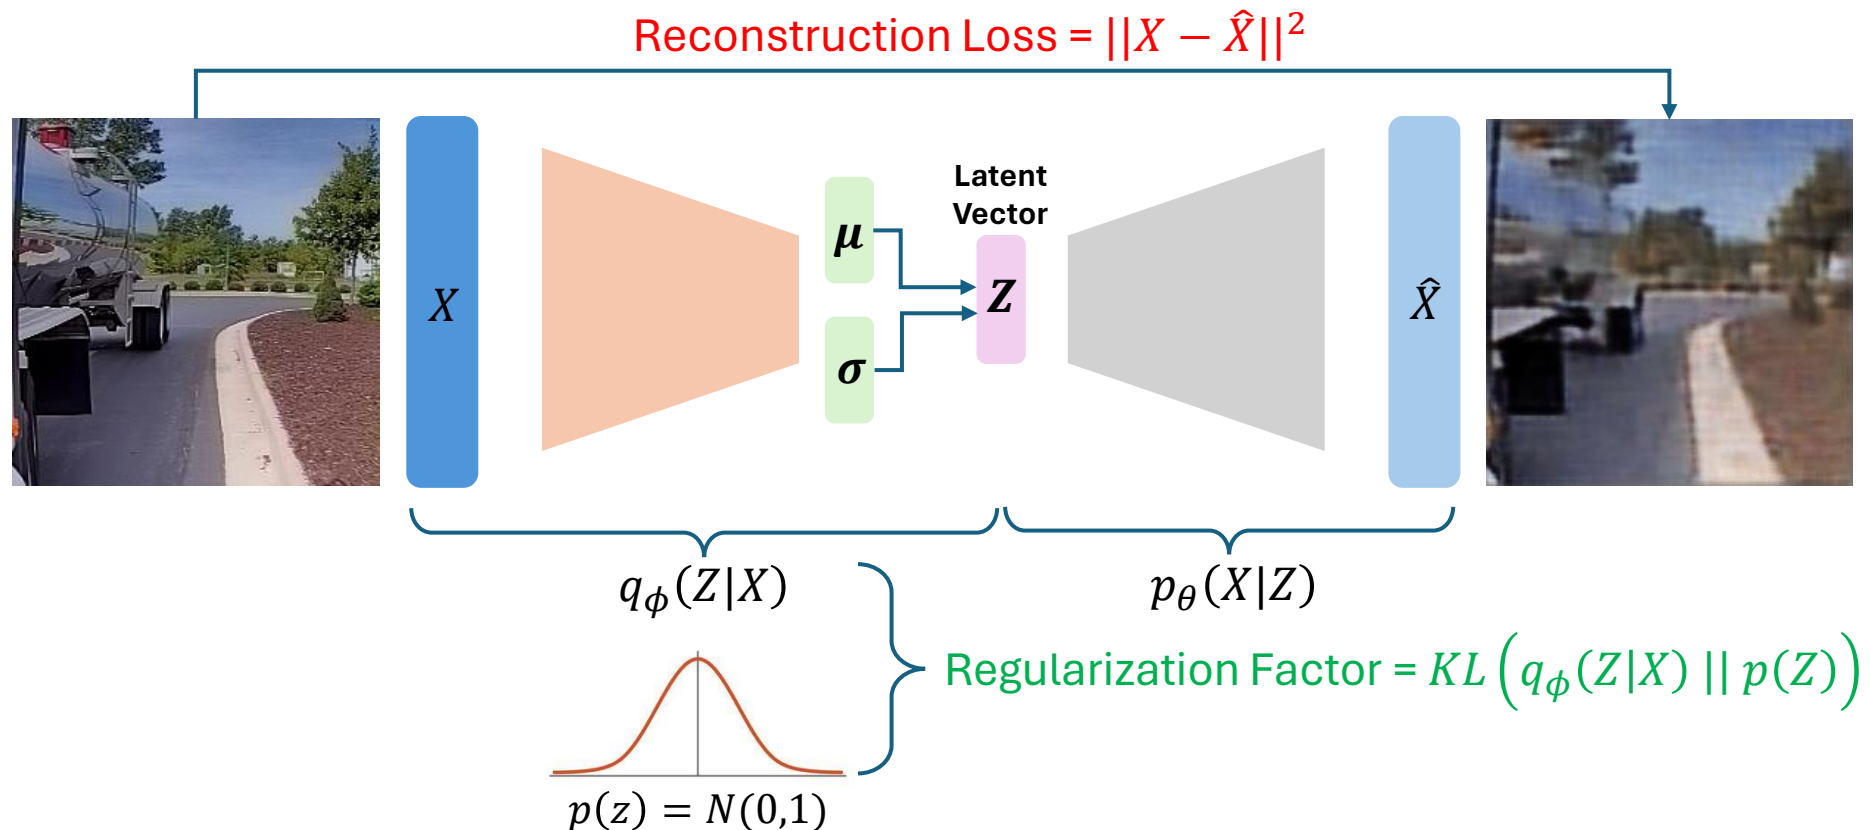 Reconstruction Loss = ||X − X̂||²
Latent
Vector
X
μ
σ
Z
X̂
q_ϕ(Z|X)
p_θ(X|Z)
Regularization Factor = KL(q_ϕ(Z|X) || p(Z))
p(z) = N(0,1)